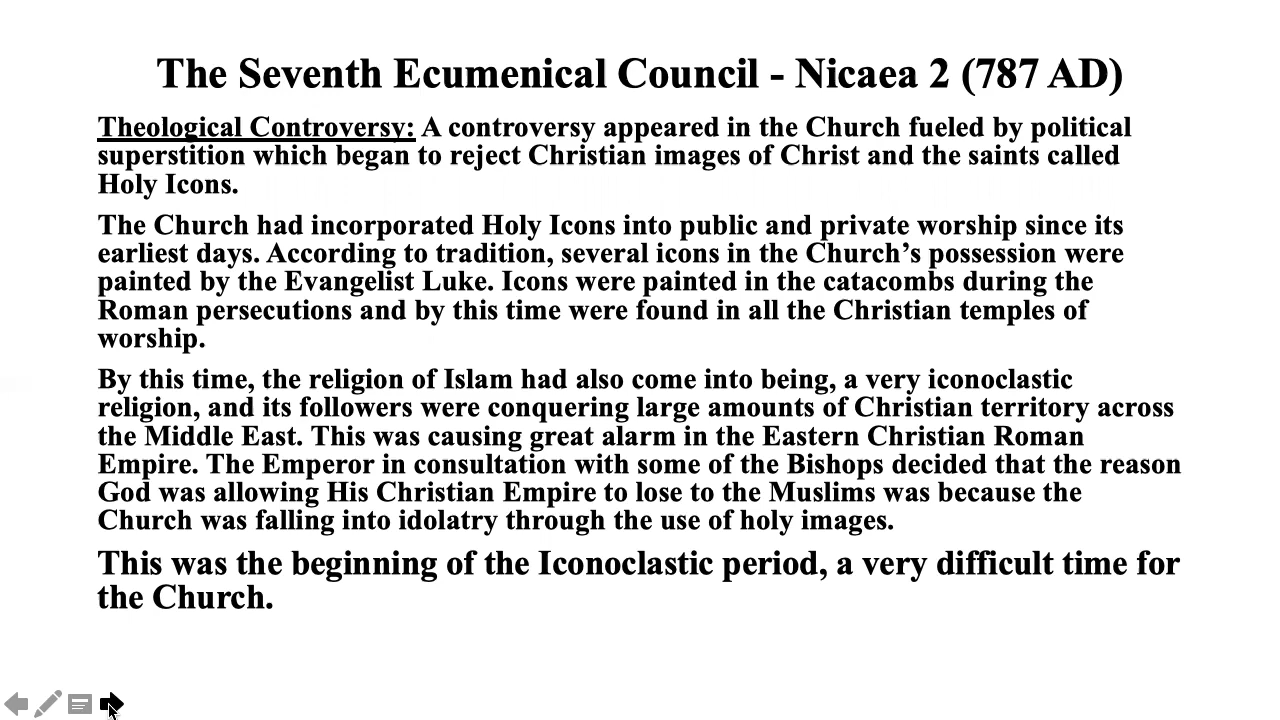 The Seventh Ecumenical Council - Nicaea 2 (787 AD)
Theological Controversy: A controversy appeared in the Church fueled by political
superstition which began to reject Christian images of Christ and the saints called
Holy Icons.
The Church had incorporated Holy Icons into public and private worship since its
earliest days. According to tradition, several icons in the Church’s possession were
painted by the Evangelist Luke. Icons were painted in the catacombs during the
Roman persecutions and by this time were found in all the Christian temples of
worship.
By this time, the religion of Islam had also come into being, a very iconoclastic
religion, and its followers were conquering large amounts of Christian territory across
the Middle East. This was causing great alarm in the Eastern Christian Roman
Empire. The Emperor in consultation with some of the Bishops decided that the reason
God was allowing His Christian Empire to lose to the Muslims was because the
Church was falling into idolatry through the use of holy images.
This was the beginning of the Iconoclastic period, a very difficult time for
the Church.